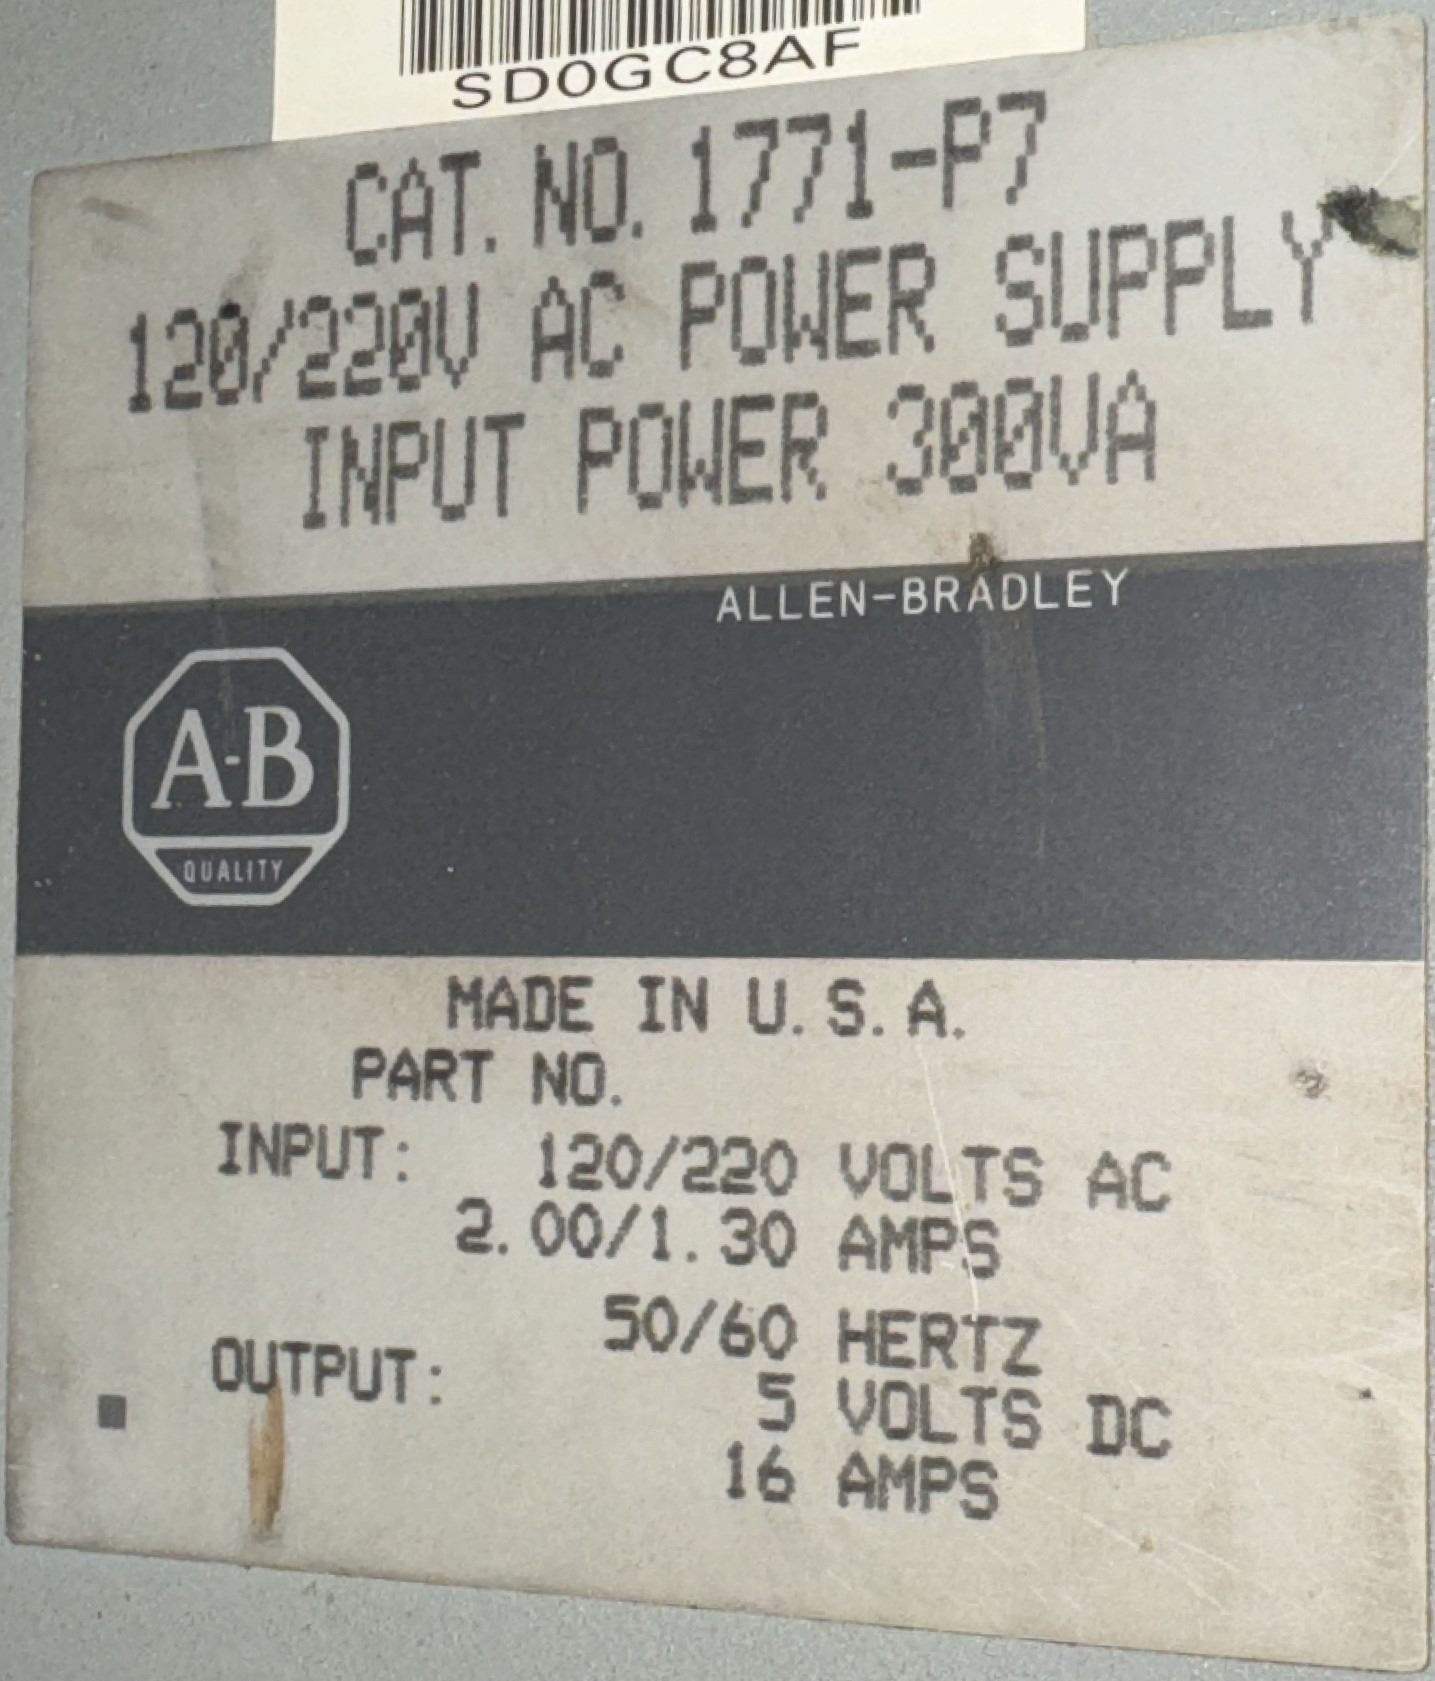 SD0GC8AF
CAT. NO. 1771-P7
120/220V AC POWER SUPPLY
INPUT POWER 300VA
ALLEN-BRADLEY
A-B
QUALITY
MADE IN U.S.A.
PART NO.
INPUT: 120/220 VOLTS AC
2.00/1.30 AMPS
50/60 HERTZ
OUTPUT: 5 VOLTS DC
16 AMPS